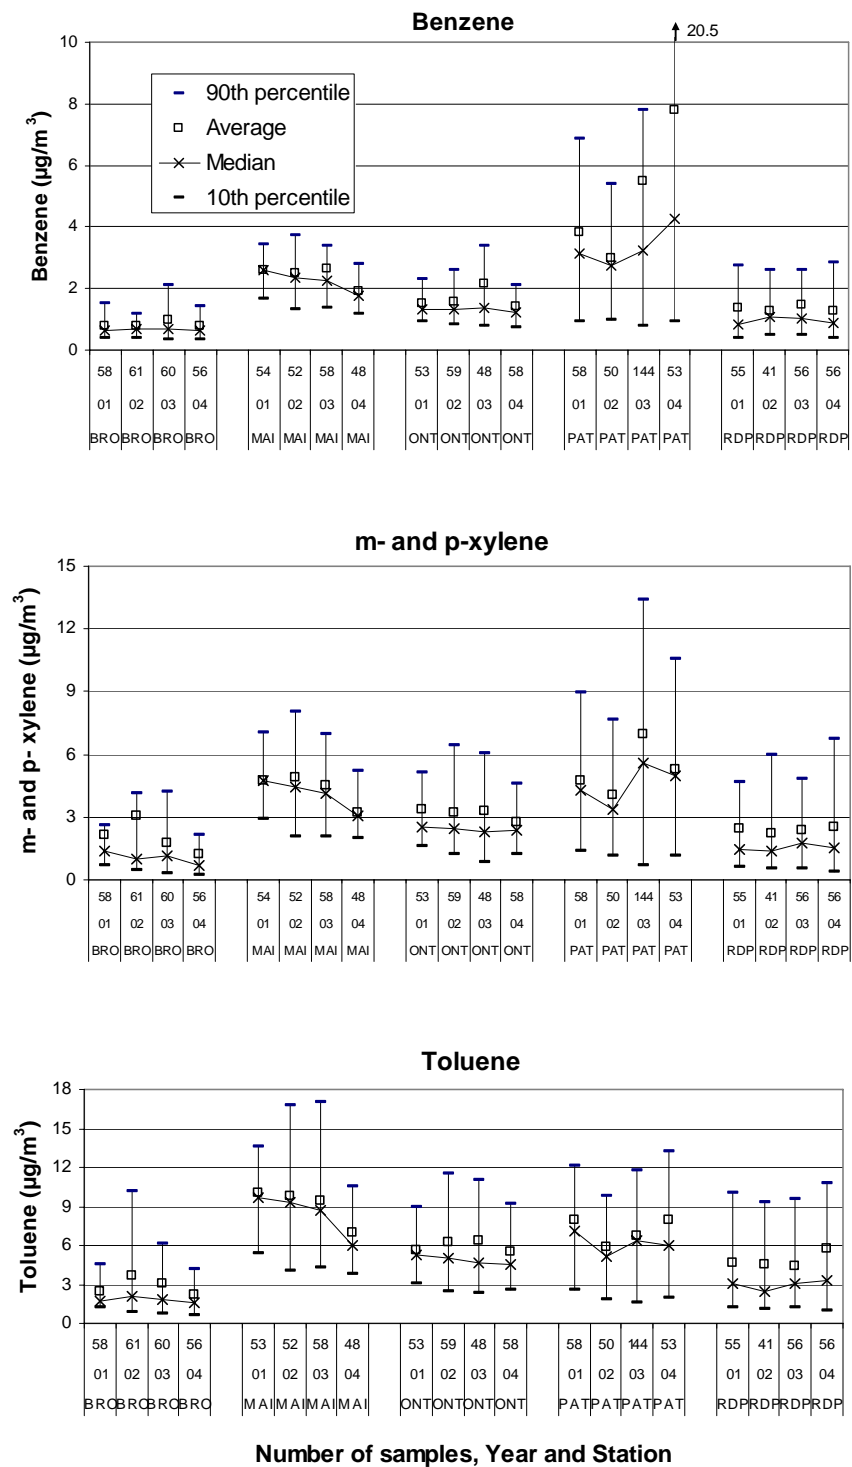 Benzene
20.5
10
8
6
4
2
0
Benzene (µg/m³)
90th percentile
Average
Median
10th percentile
58 61 60 56 54 52 58 48 53 59 48 58 58 50 144 53 55 41 56 56
01 02 03 04 01 02 03 04 01 02 03 04 01 02 03 04 01 02 03 04
BRO BRO BRO BRO MAI MAI MAI MAI ONT ONT ONT ONT PAT PAT PAT PAT RDP RDP RDP RDP
m- and p-xylene
15
12
9
6
3
0
m- and p- xylene (µg/m³)
58 61 60 56 54 52 58 48 53 59 48 58 58 50 144 53 55 41 56 56
01 02 03 04 01 02 03 04 01 02 03 04 01 02 03 04 01 02 03 04
BRO BRO BRO BRO MAI MAI MAI MAI ONT ONT ONT ONT PAT PAT PAT PAT RDP RDP RDP RDP
Toluene
18
15
12
9
6
3
0
Toluene (µg/m³)
58 61 60 56 53 52 58 48 53 59 48 58 58 50 144 53 55 41 56 56
01 02 03 04 01 02 03 04 01 02 03 04 01 02 03 04 01 02 03 04
BRO BRO BRO BRO MAI MAI MAI MAI ONT ONT ONT ONT PAT PAT PAT PAT RDP RDP RDP RDP
Number of samples, Year and Station